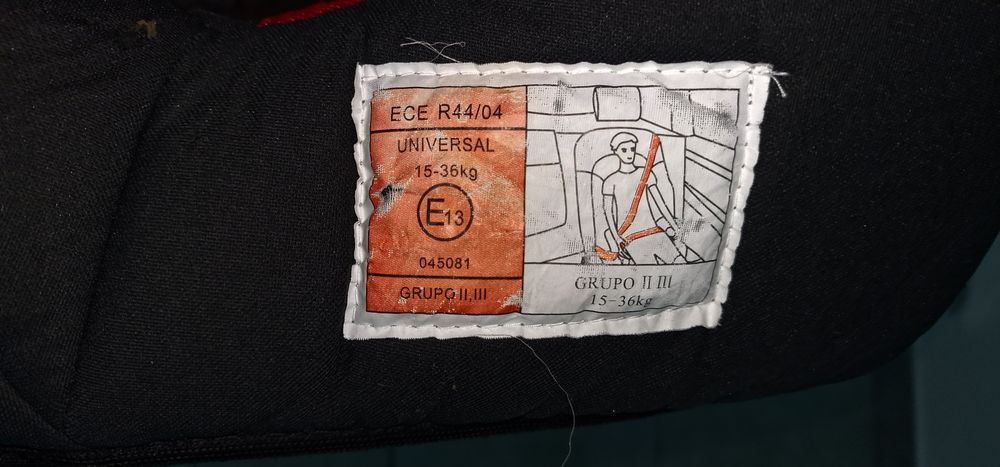 ECE R44/04
UNIVERSAL
15-36kg
E13
045081
GRUPO II,III
GRUPO II III
15-36kg